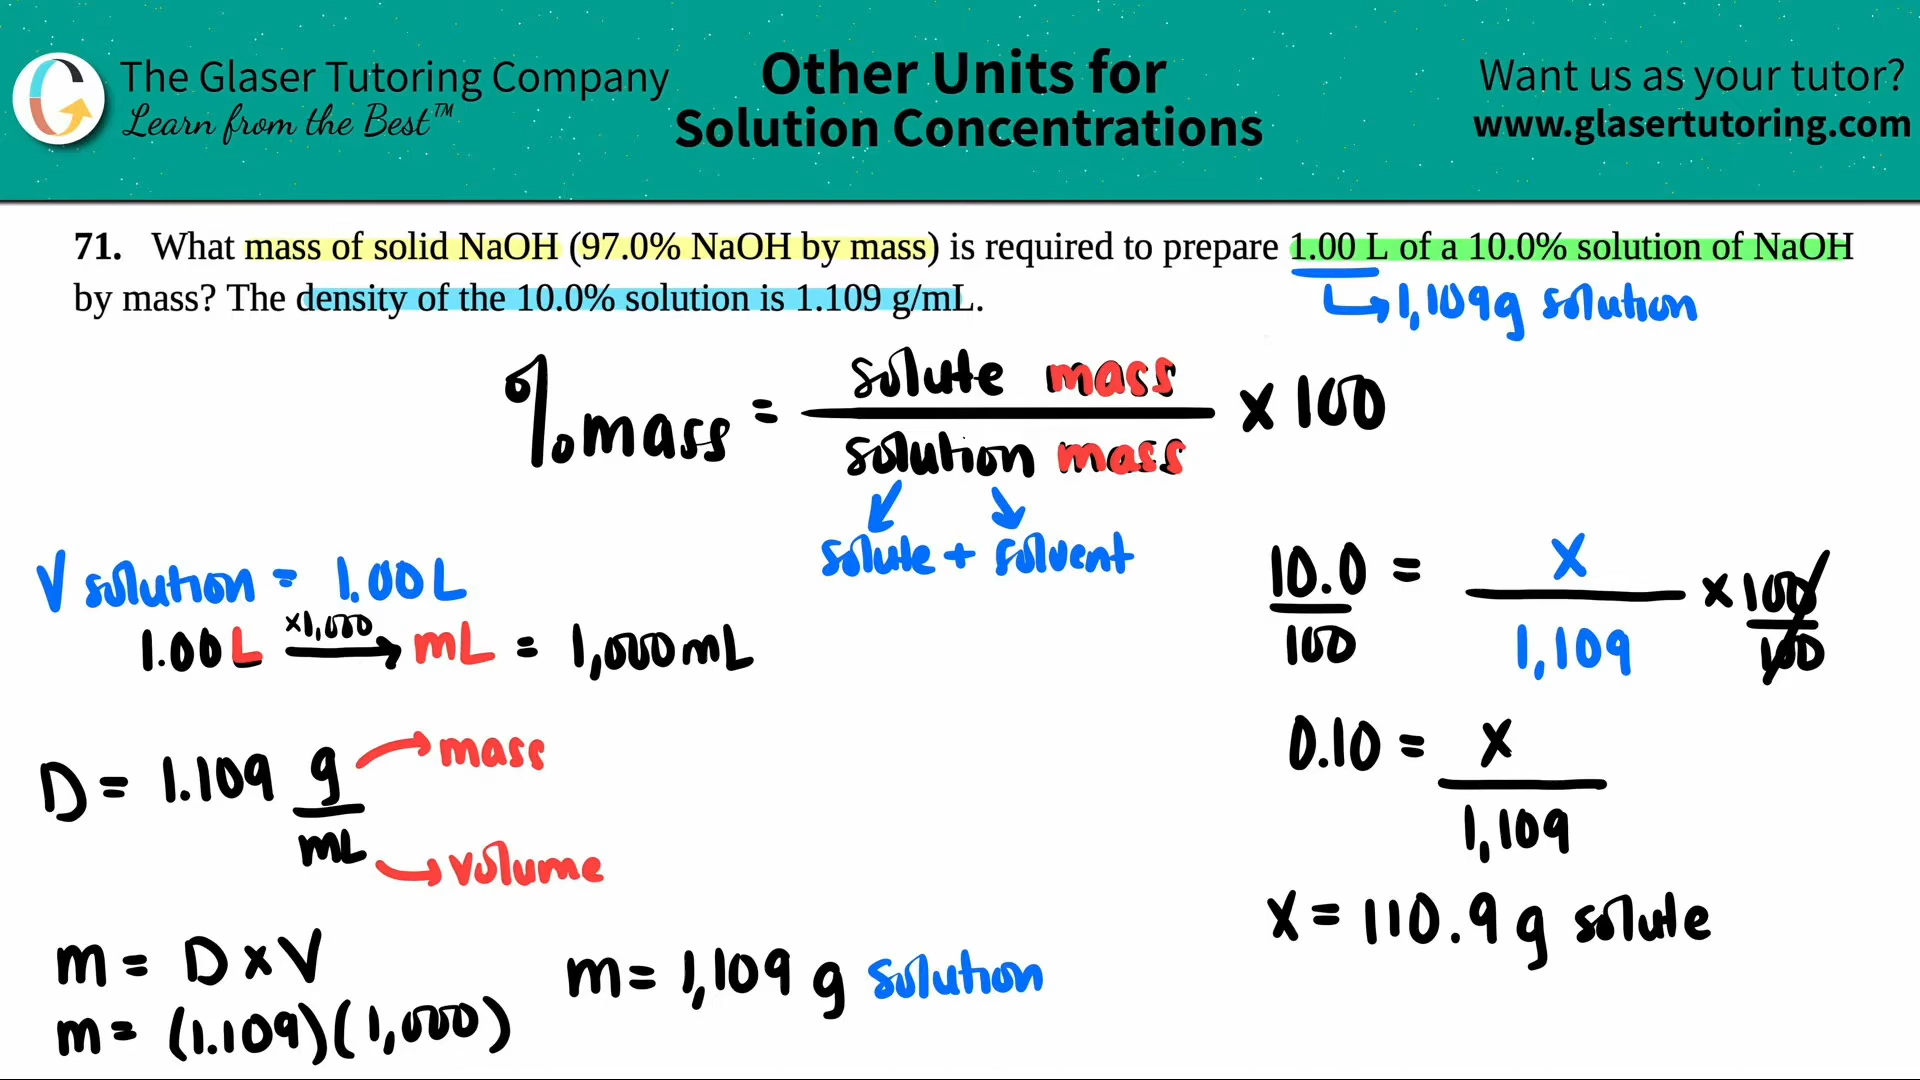 The Glaser Tutoring Company
Learn from the Best™
Other Units for
Solution Concentrations
Want us as your tutor?
www.glasertutoring.com
71. What mass of solid NaOH (97.0% NaOH by mass) is required to prepare 1.00 L of a 10.0% solution of NaOH
by mass? The density of the 10.0% solution is 1.109 g/mL.
1,109g solution
%mass = solute mass / solution mass x 100
solute + solvent
V solution = 1.00L
1.00L x1,000 → mL = 1,000mL
D = 1.109 g/mL
mass
volume
m = D x V
m = (1.109)(1,000)
m = 1,109 g solution
10.0/100 = x/1,109 x 100/100
0.10 = x/1,109
x = 110.9 g solute